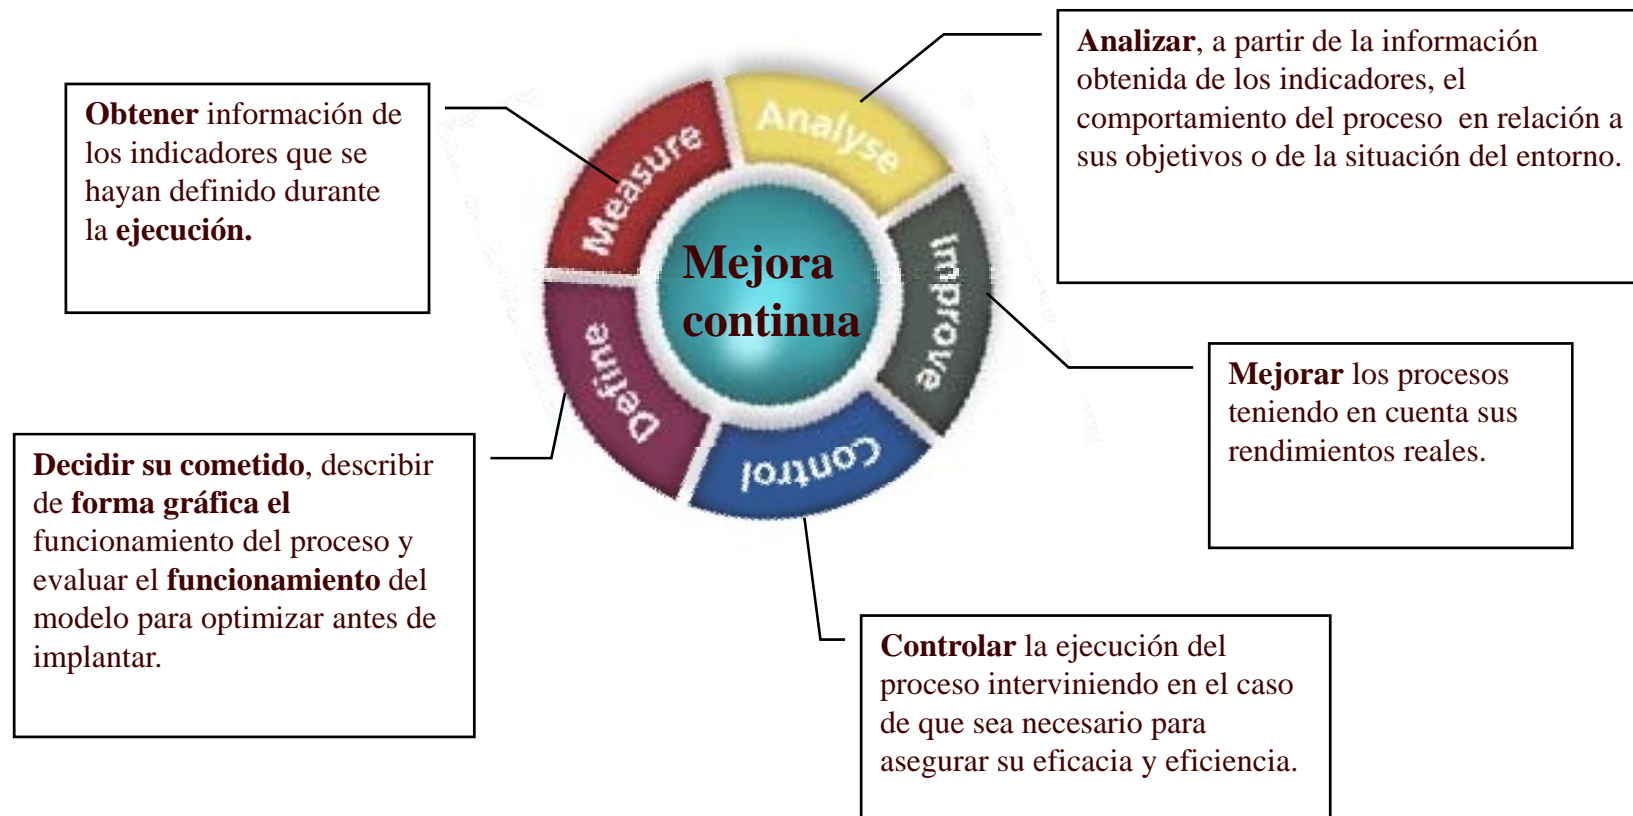 Obtener información de
los indicadores que se
hayan definido durante
la ejecución.
Analizar, a partir de la información
obtenida de los indicadores, el
comportamiento del proceso en relación a
sus objetivos o de la situación del entorno.
Measure
Analyse
Improve
Control
Define
Mejora
continua
Mejorar los procesos
teniendo en cuenta sus
rendimientos reales.
Decidir su cometido, describir
de forma gráfica el
funcionamiento del proceso y
evaluar el funcionamiento del
modelo para optimizar antes de
implantar.
Controlar la ejecución del
proceso interviniendo en el caso
de que sea necesario para
asegurar su eficacia y eficiencia.